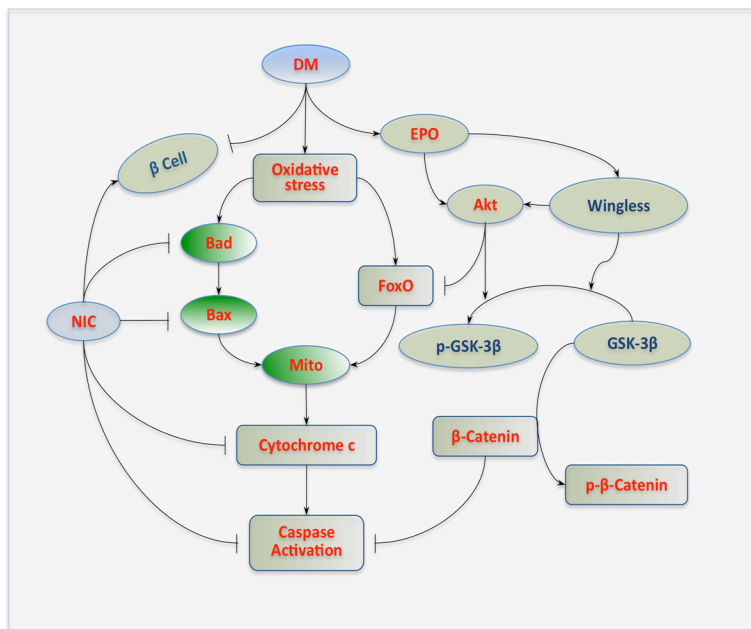 DM
EPO
β Cell
Oxidative
stress
Akt
Wingless
Bad
FoxO
NIC
Bax
p-GSK-3β
GSK-3β
Mito
Cytochrome c
β-Catenin
p-β-Catenin
Caspase
Activation